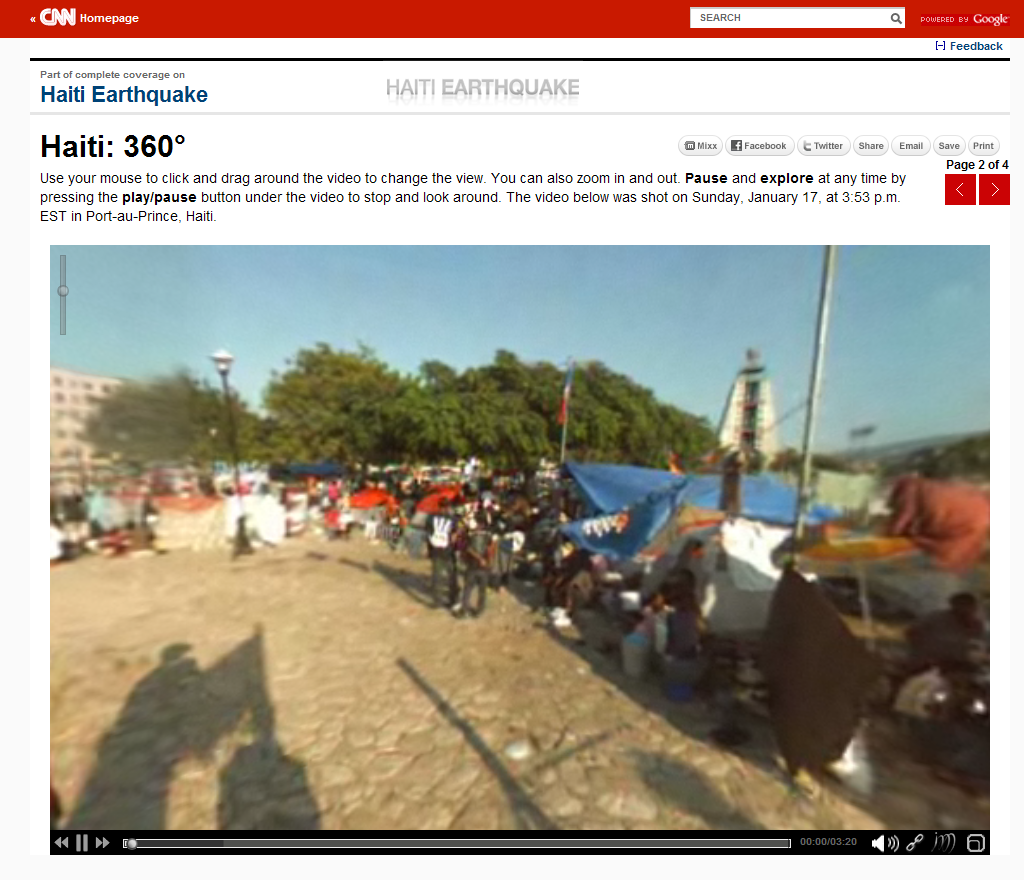 « CNN Homepage
SEARCH
POWERED BY Google
[-] Feedback
Part of complete coverage on
Haiti Earthquake
HAITI EARTHQUAKE
Haiti: 360°
Mixx Facebook Twitter Share Email Save Print
Page 2 of 4
Use your mouse to click and drag around the video to change the view. You can also zoom in and out. Pause and explore at any time by
pressing the play/pause button under the video to stop and look around. The video below was shot on Sunday, January 17, at 3:53 p.m.
EST in Port-au-Prince, Haiti.
00:00/03:20
im